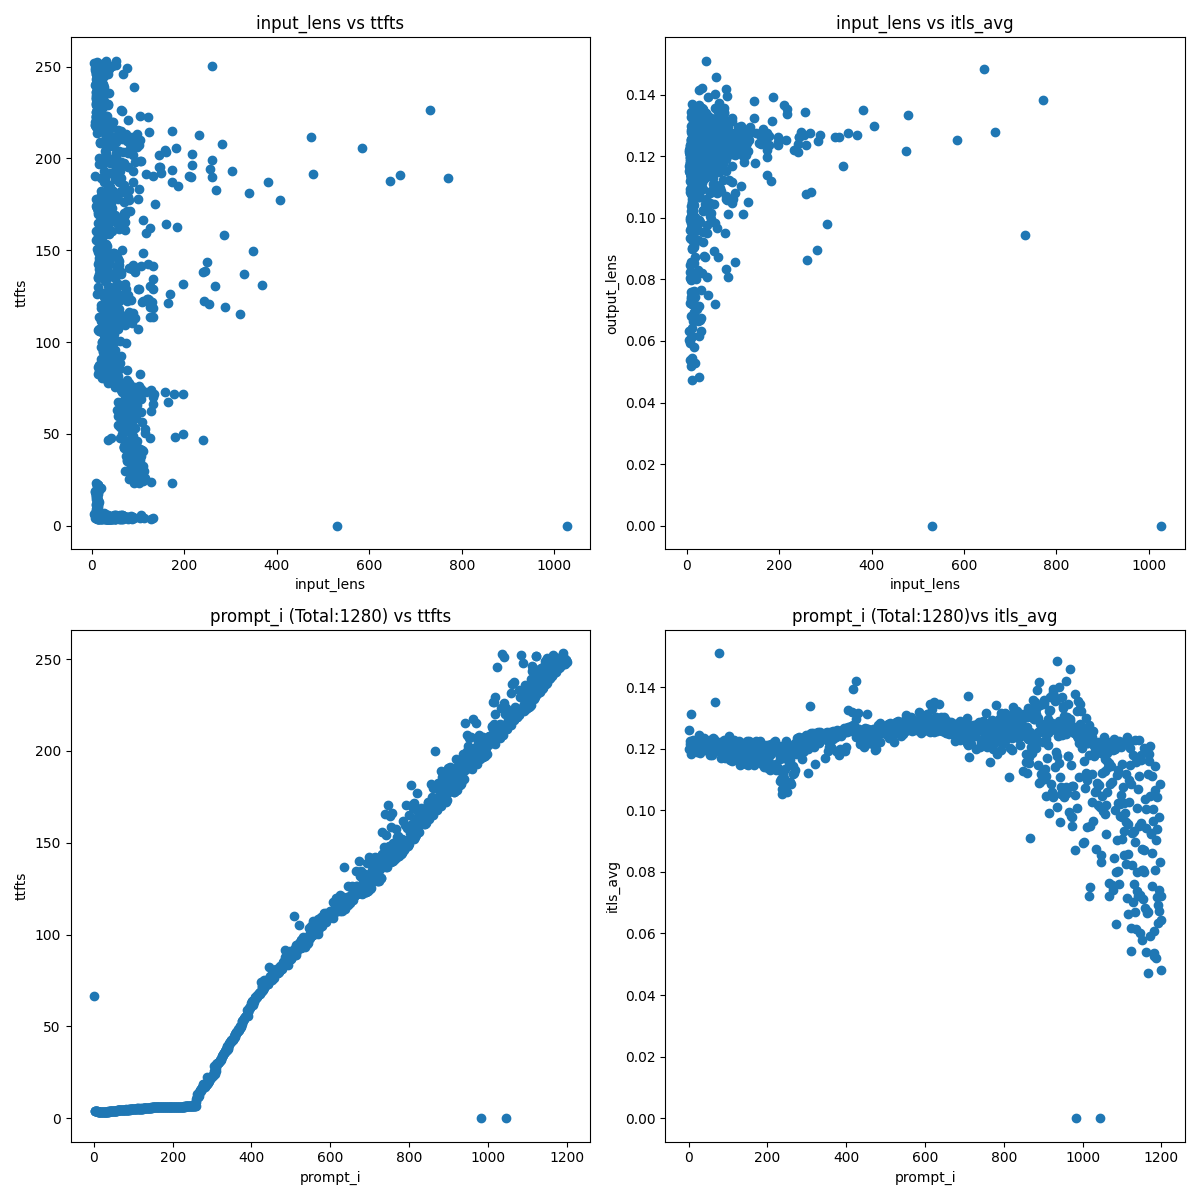 input_lens vs ttfts
input_lens vs itls_avg
250
200
150
100
50
0
ttfts
0 200 400 600 800 1000
input_lens
0.14
0.12
0.10
0.08
0.06
0.04
0.02
0.00
output_lens
0 200 400 600 800 1000
input_lens
prompt_i (Total:1280) vs ttfts
prompt_i (Total:1280)vs itls_avg
250
200
150
100
50
0
ttfts
0 200 400 600 800 1000 1200
prompt_i
0.14
0.12
0.10
0.08
0.06
0.04
0.02
0.00
itls_avg
0 200 400 600 800 1000 1200
prompt_i